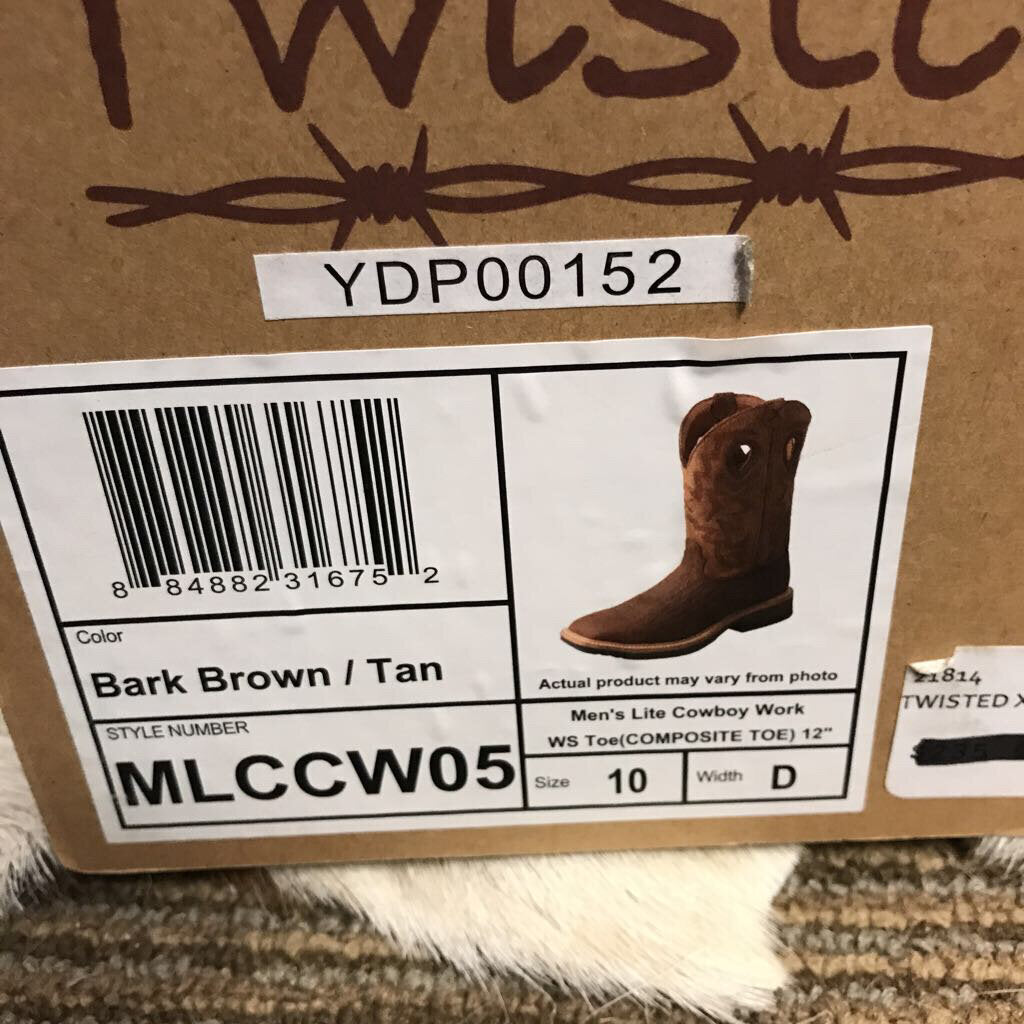 Twiste
YDP00152
8 84882 31675 2
Color
Bark Brown / Tan
STYLE NUMBER
MLCCW05
Actual product may vary from photo
Men's Lite Cowboy Work
WS Toe(COMPOSITE TOE) 12"
Size 10 Width D
21814
TWISTED X